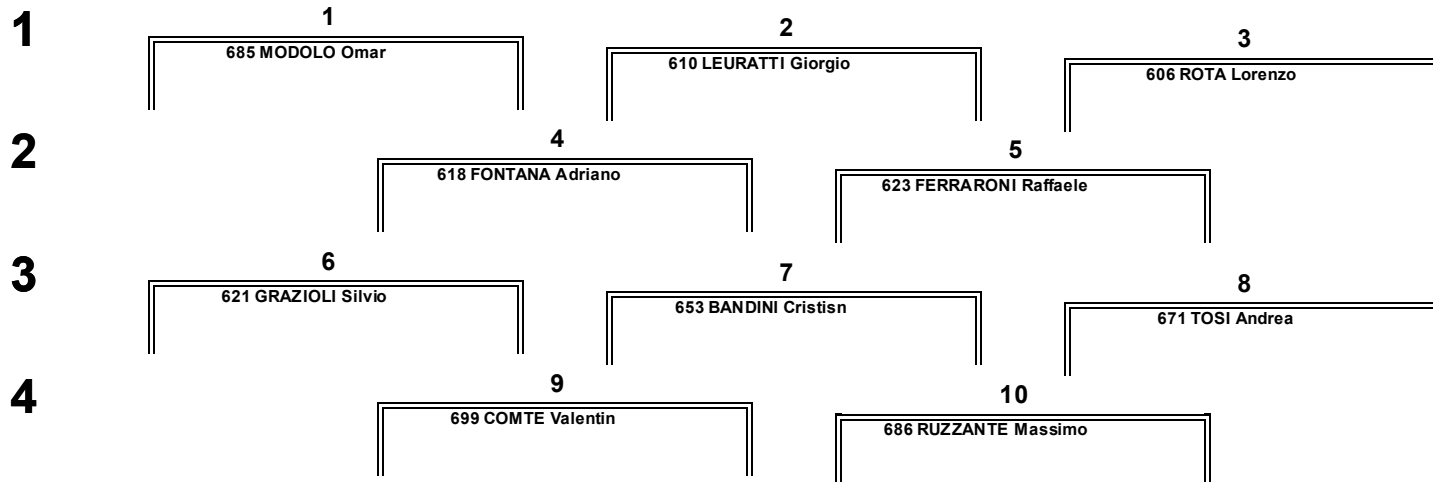 1
1
685 MODOLO Omar
2
610 LEURATTI Giorgio
3
606 ROTA Lorenzo
2
4
618 FONTANA Adriano
5
623 FERRARONI Raffaele
3
6
621 GRAZIOLI Silvio
7
653 BANDINI Cristisn
8
671 TOSI Andrea
4
9
699 COMTE Valentin
10
686 RUZZANTE Massimo